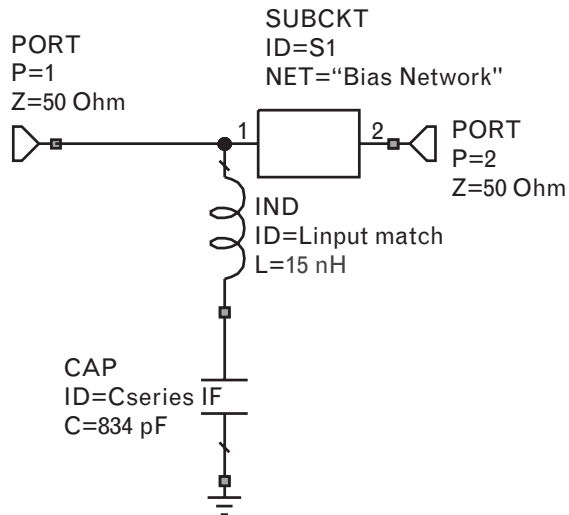 SUBCKT
ID=S1
NET=“Bias Network"
PORT
P=1
Z=50 Ohm
1
2
PORT
P=2
Z=50 Ohm
IND
ID=Linput match
L=15 nH
CAP
ID=Cseries IF
C=834 pF